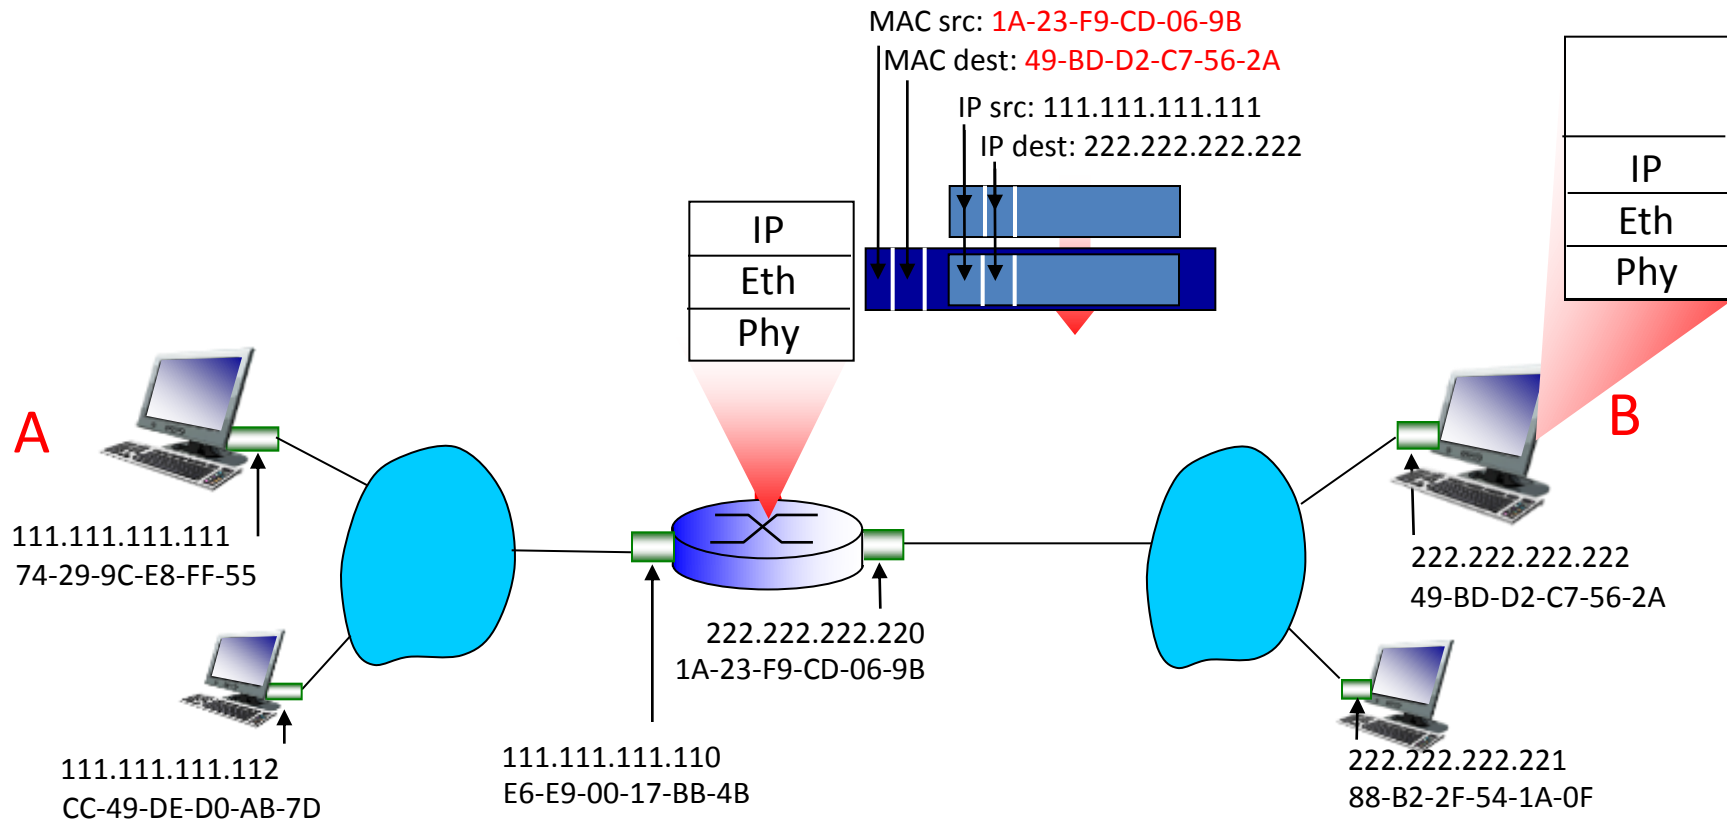 MAC src: 1A-23-F9-CD-06-9B
MAC dest: 49-BD-D2-C7-56-2A
IP src: 111.111.111.111
IP dest: 222.222.222.222
IP
Eth
Phy
IP
Eth
Phy
A
B
111.111.111.111
74-29-9C-E8-FF-55
222.222.222.222
49-BD-D2-C7-56-2A
222.222.222.220
1A-23-F9-CD-06-9B
111.111.111.112
CC-49-DE-D0-AB-7D
111.111.111.110
E6-E9-00-17-BB-4B
222.222.222.221
88-B2-2F-54-1A-0F